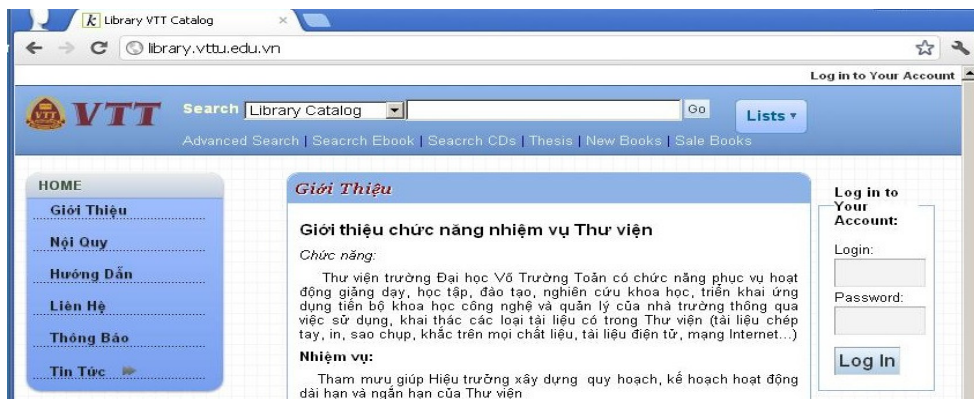 Library VTT Catalog
library.vttu.edu.vn
Log in to Your Account
VTT
Search Library Catalog Go Lists
Advanced Search | Seacrch Ebook | Seacrch CDs | Thesis | New Books | Sale Books
HOME
Giới Thiệu
Nội Quy
Hướng Dẫn
Liên Hệ
Thông Báo
Tin Tức
Giới Thiệu
Giới thiệu chức năng nhiệm vụ Thư viện
Chức năng:
Thư viện trường Đại học Võ Trường Toản có chức năng phục vụ hoạt
động giảng dạy, học tập, đào tạo, nghiên cứu khoa học, triển khai ứng
dụng tiến bộ khoa học công nghệ và quản lý của nhà trường thông qua
việc sử dụng, khai thác các loại tài liệu có trong Thư viện (tài liệu chép
tay, in, sao chụp, khắc trên mọi chất liệu, tài liệu điện tử, mạng Internet...)
Nhiệm vụ:
Tham mưu giúp Hiệu trưởng xây dựng quy hoạch, kế hoạch hoạt động
dài hạn và ngắn hạn của Thư viện
Log in to
Your
Account:
Login:
Password:
Log In